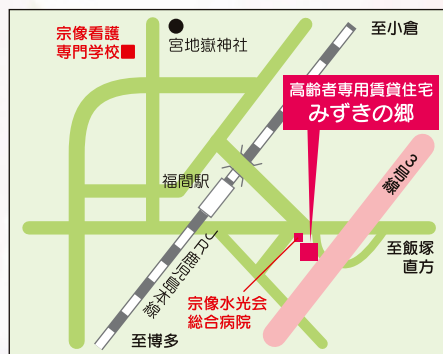 宗像看護
専門学校
宮地嶽神社
至小倉
高齢者専用賃貸住宅
みずきの郷
福間駅
3号線
JR鹿児島本線
至飯塚
直方
宗像水光会
総合病院
至博多